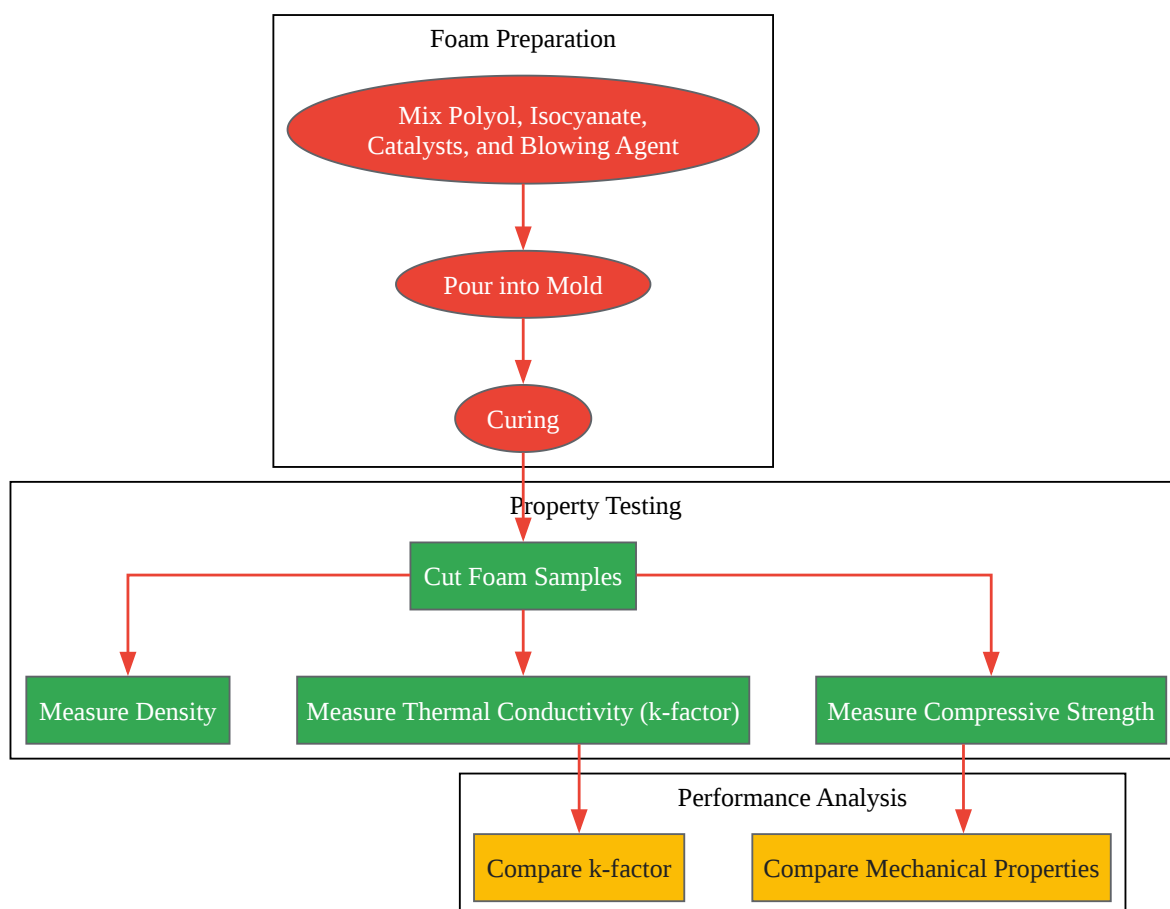 Foam Preparation
Mix Polyol, Isocyanate,
Catalysts, and Blowing Agent
Pour into Mold
Curing
Property Testing
Cut Foam Samples
Measure Density
Measure Thermal Conductivity (k-factor)
Measure Compressive Strength
Performance Analysis
Compare k-factor
Compare Mechanical Properties